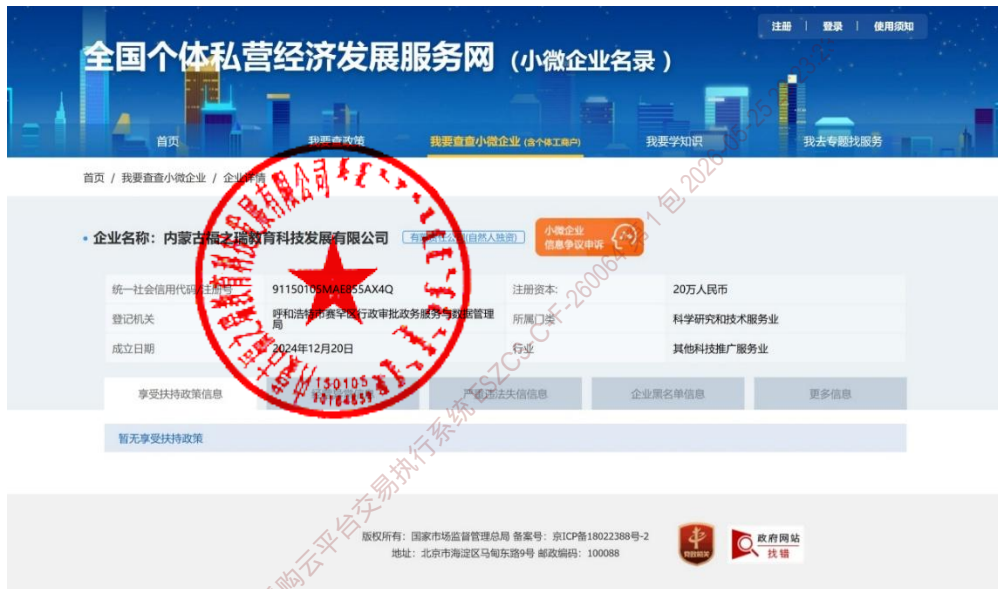 注册 | 登录 | 使用须知
全国个体私营经济发展服务网（小微企业名录）
首页 我要查政策 我要查查小微企业 (含个体工商户) 我要学知识 我去专题找服务
首页 / 我要查查小微企业 / 企业详情
企业名称：内蒙古福之瑞教育科技发展有限公司
小微企业
信息争议申诉
统一社会信用代码/注册号 91150105MAE855AX4Q 注册资本: 20万人民币
登记机关 呼和浩特市赛罕区行政审批政务服务与数据管理局 所属门类 科学研究和技术服务业
成立日期 2024年12月20日 行业 其他科技推广服务业
享受扶持政策信息 严重违法失信信息 企业黑名单信息 更多信息
暂无享受扶持政策
版权所有：国家市场监督管理总局 备案号：京ICP备18022388号-2
地址：北京市海淀区马甸东路9号 邮政编码：100088
党政机关
政府网站
找错